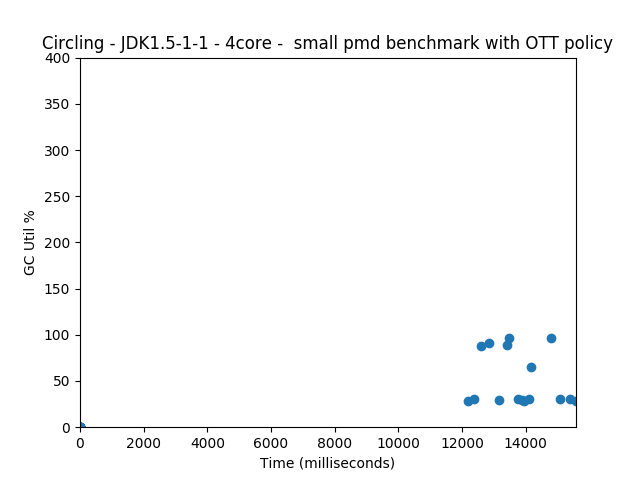 Circling - JDK1.5-1-1 - 4core -  small pmd benchmark with OTT policy
400
350
300
250
200
150
100
50
0
GC Util %
0 2000 4000 6000 8000 10000 12000 14000
Time (milliseconds)